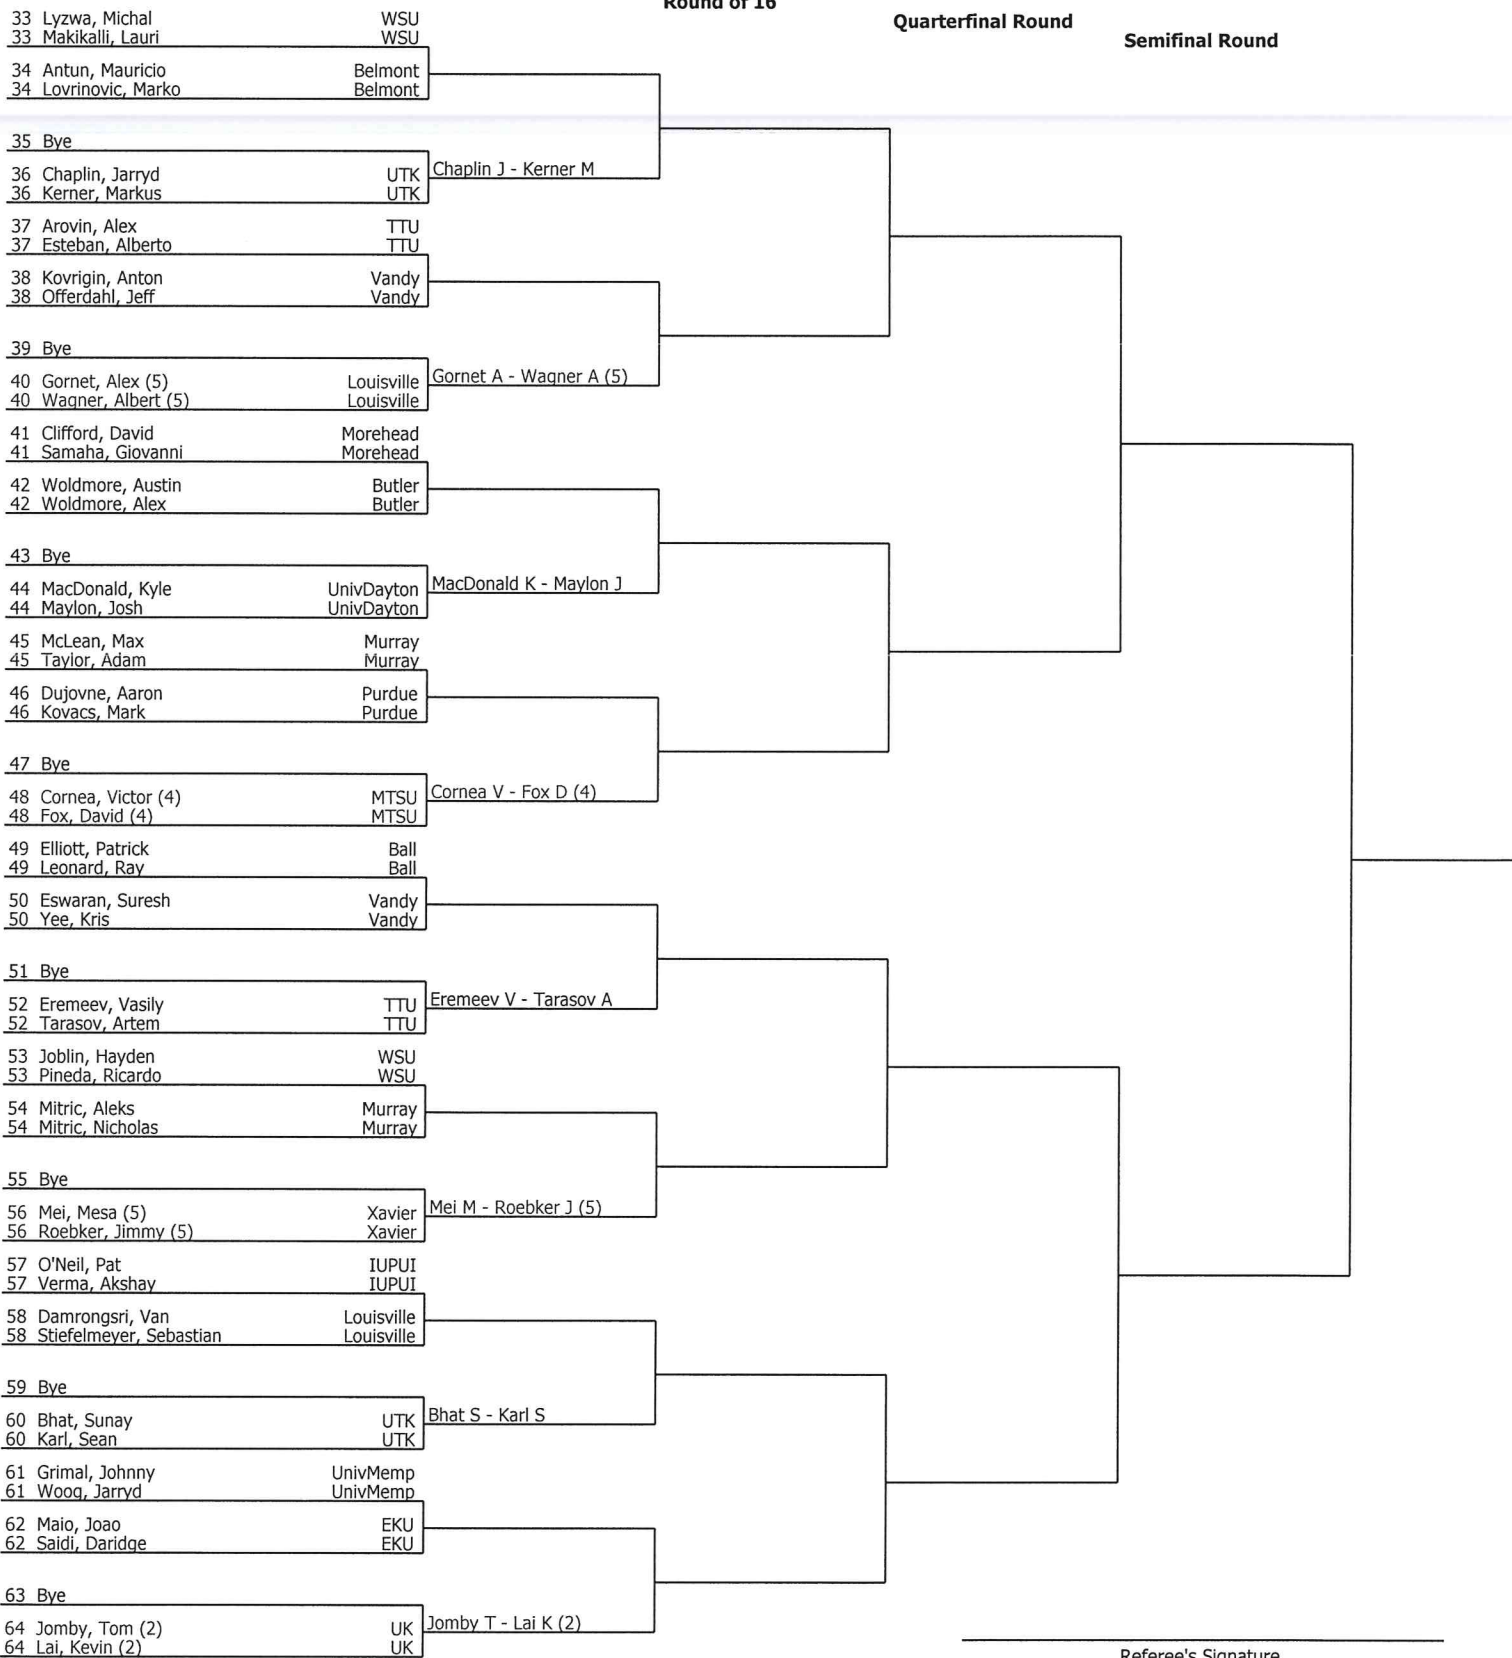 Round of 16
Quarterfinal Round
Semifinal Round
33 Lyzwa, Michal WSU
33 Makikalli, Lauri WSU
34 Antun, Mauricio Belmont
34 Lovrinovic, Marko Belmont
35 Bye
36 Chaplin, Jarryd UTK
36 Kerner, Markus UTK
Chaplin J - Kerner M
37 Arovin, Alex TTU
37 Esteban, Alberto TTU
38 Kovrigin, Anton Vandy
38 Offerdahl, Jeff Vandy
39 Bye
40 Gornet, Alex (5) Louisville
40 Wagner, Albert (5) Louisville
Gornet A - Wagner A (5)
41 Clifford, David Morehead
41 Samaha, Giovanni Morehead
42 Woldmore, Austin Butler
42 Woldmore, Alex Butler
43 Bye
44 MacDonald, Kyle UnivDayton
44 Maylon, Josh UnivDayton
MacDonald K - Maylon J
45 McLean, Max Murray
45 Taylor, Adam Murray
46 Dujovne, Aaron Purdue
46 Kovacs, Mark Purdue
47 Bye
48 Cornea, Victor (4) MTSU
48 Fox, David (4) MTSU
Cornea V - Fox D (4)
49 Elliott, Patrick Ball
49 Leonard, Ray Ball
50 Eswaran, Suresh Vandy
50 Yee, Kris Vandy
51 Bye
52 Eremeev, Vasily TTU
52 Tarasov, Artem TTU
Eremeev V - Tarasov A
53 Joblin, Hayden WSU
53 Pineda, Ricardo WSU
54 Mitric, Aleks Murray
54 Mitric, Nicholas Murray
55 Bye
56 Mei, Mesa (5) Xavier
56 Roebker, Jimmy (5) Xavier
Mei M - Roebker J (5)
57 O'Neil, Pat IUPUI
57 Verma, Akshay IUPUI
58 Damrongsri, Van Louisville
58 Stiefelmeyer, Sebastian Louisville
59 Bye
60 Bhat, Sunay UTK
60 Karl, Sean UTK
Bhat S - Karl S
61 Grimal, Johnny UnivMemp
61 Woog, Jarryd UnivMemp
62 Maio, Joao EKU
62 Saidi, Daridge EKU
63 Bye
64 Jomby, Tom (2) UK
64 Lai, Kevin (2) UK
Jomby T - Lai K (2)
Referee's Signature